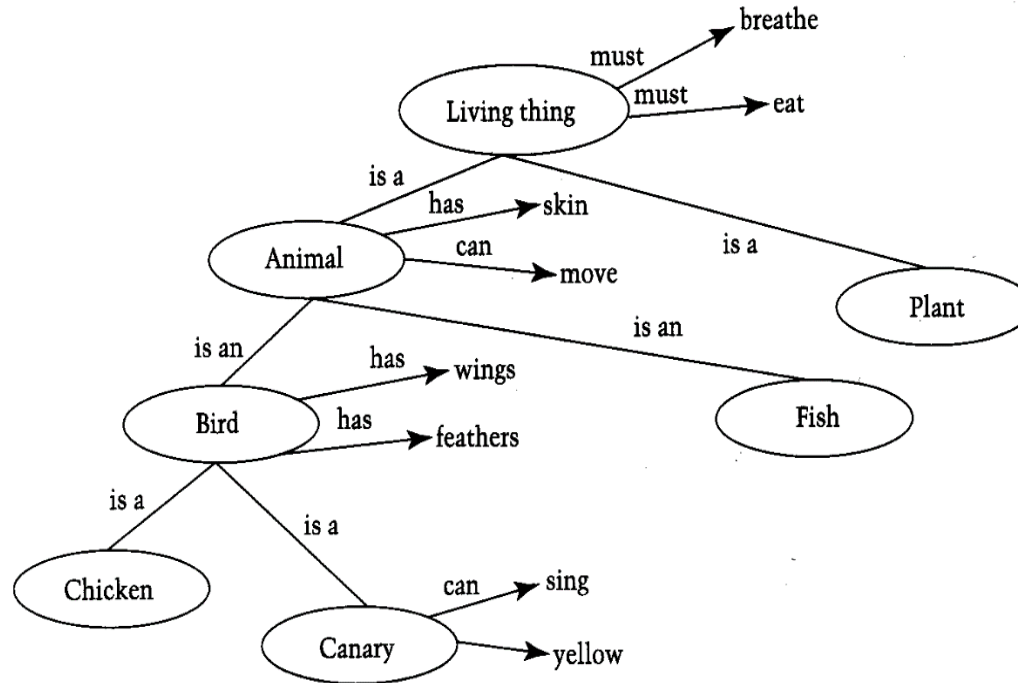 breathe
must
Living thing
must
eat
is a
has
skin
Animal
can
move
is a
Plant
is an
is an
has
wings
Bird
has
feathers
Fish
is a
is a
Chicken
can
sing
Canary
yellow